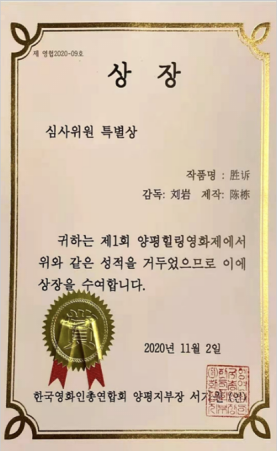 제 영협2020-09호
상 장
심사위원 특별상
작품명 : 胜诉
감독: 刘岩 제작: 陈栋
귀하는 제1회 양평힐링영화제에서
위와 같은 성적을 거두었으므로 이에
상장을 수여합니다.
賞
2020년 11월 2일
한국영화인총연합회 양평지부장 서지원 (인)